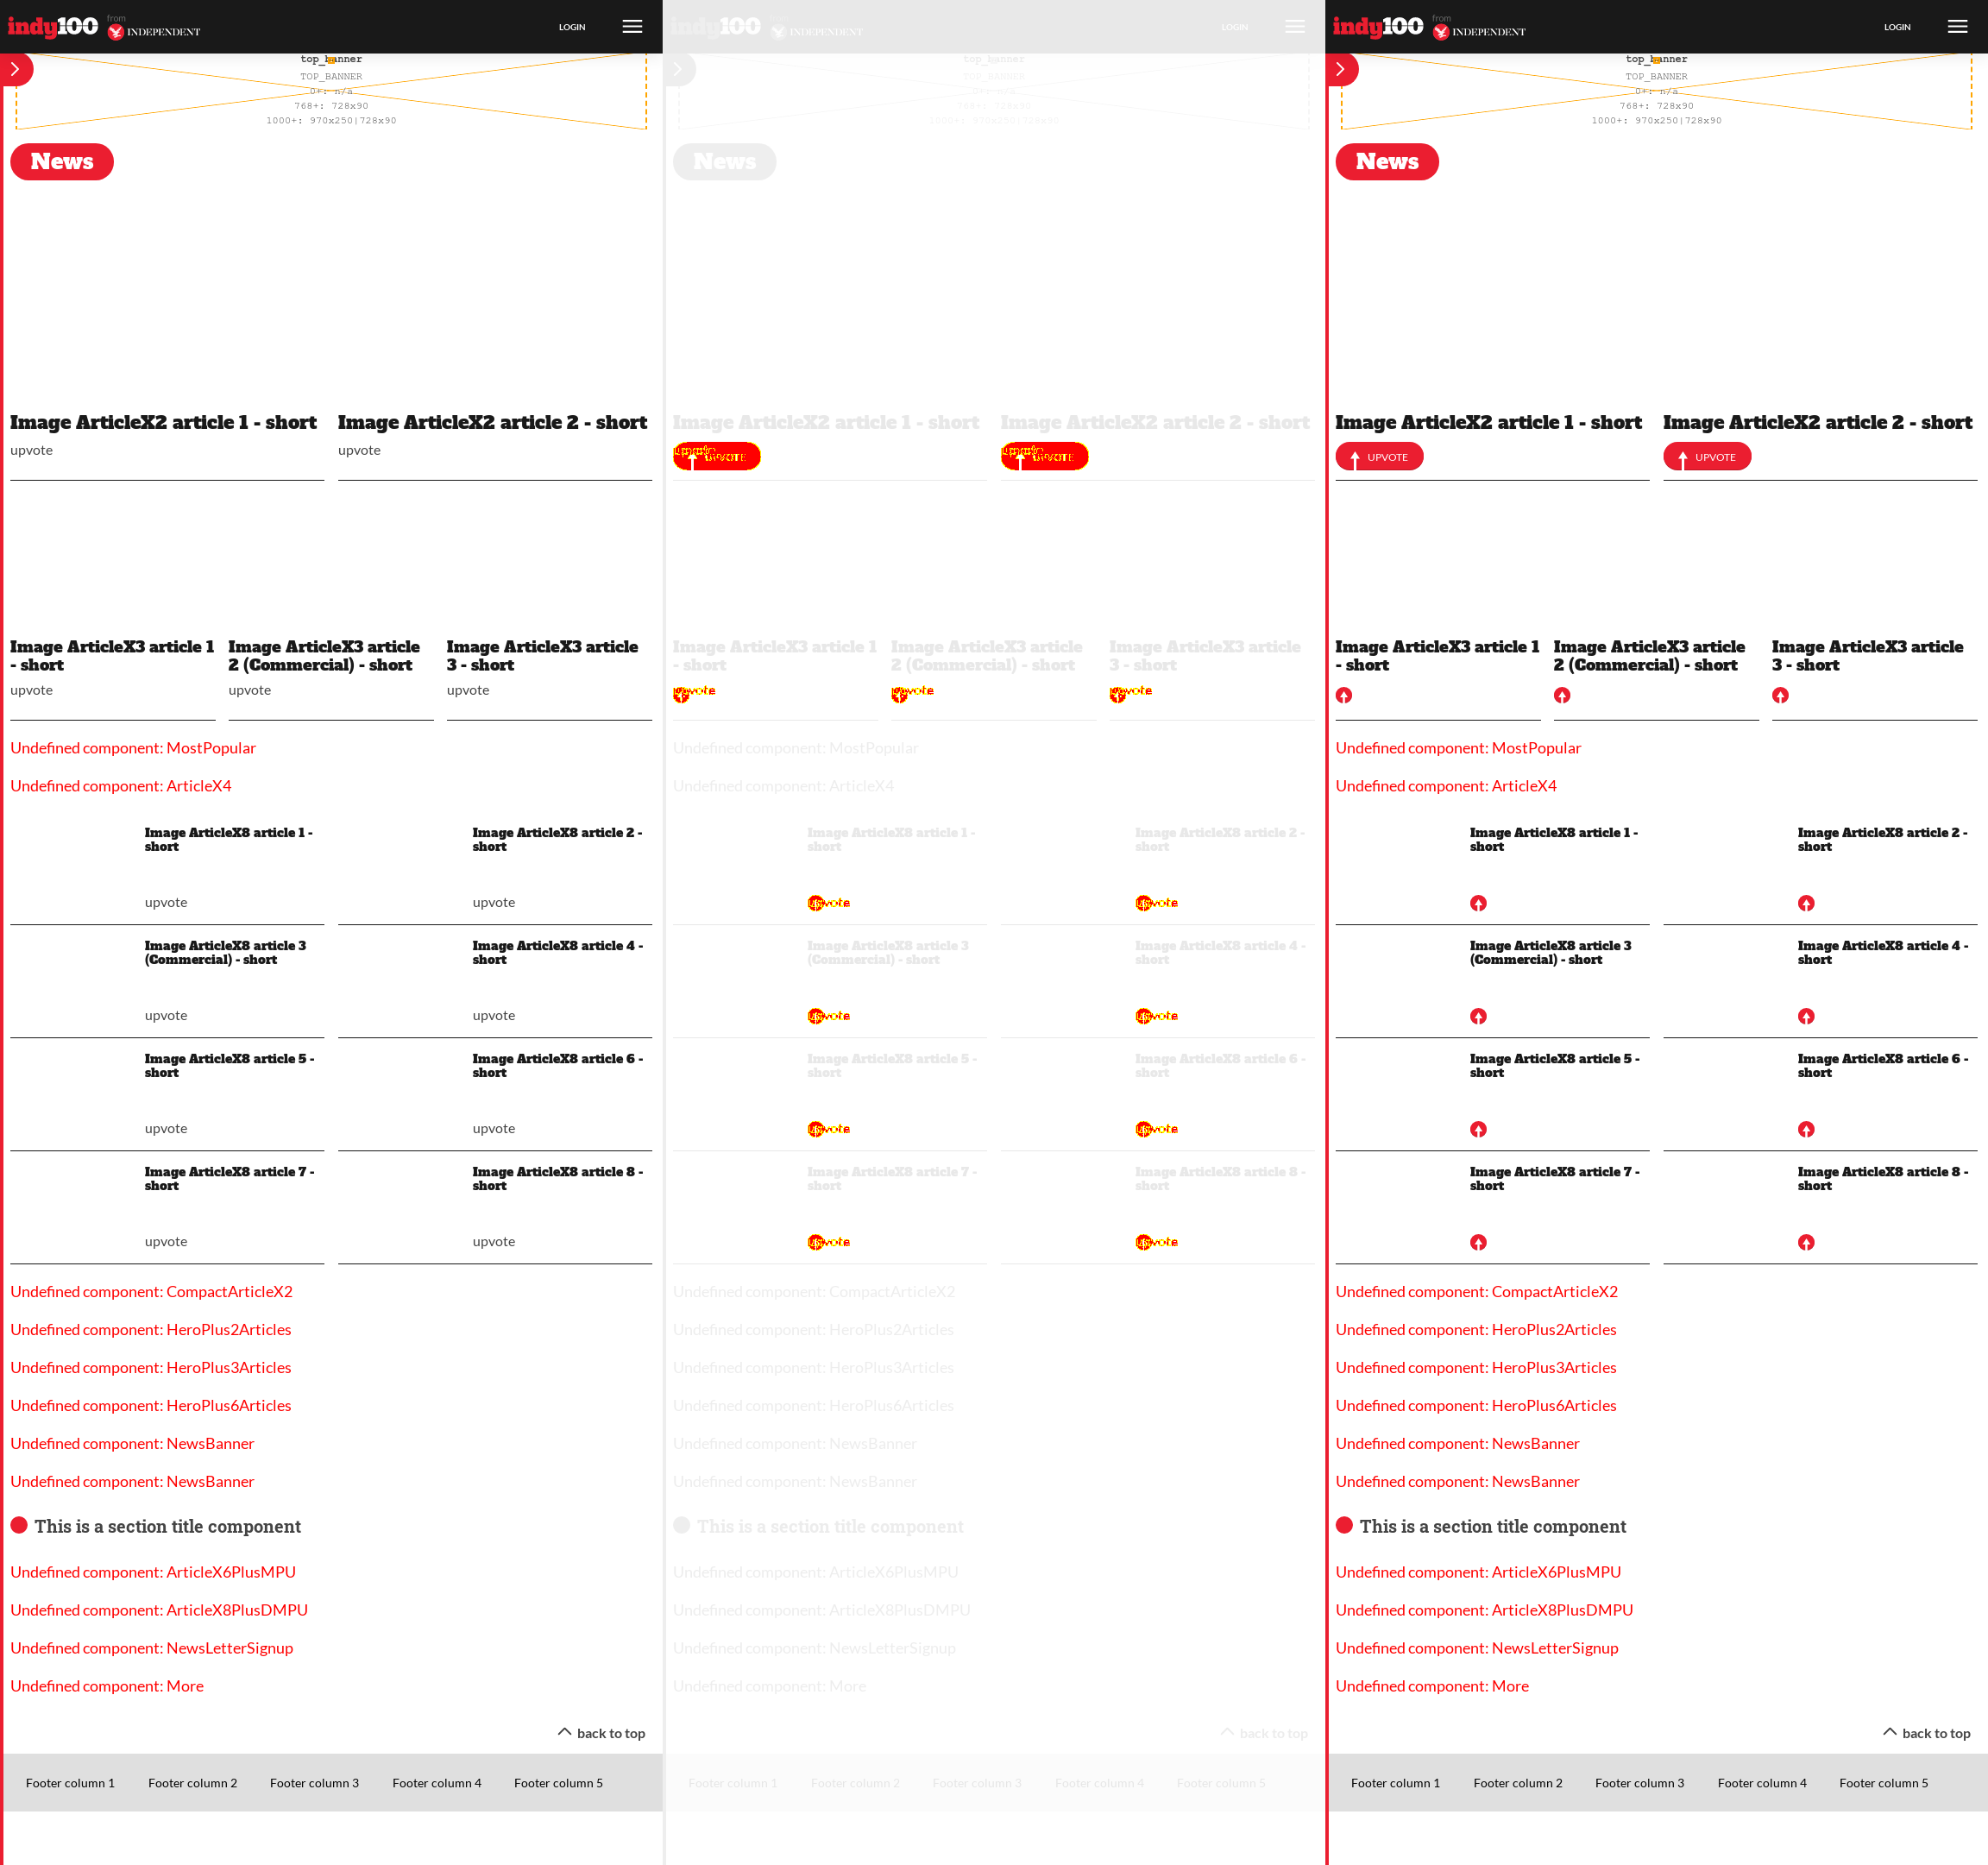 indy100 from INDEPENDENT
LOGIN
top_banner
TOP_BANNER
0+: n/a
768+: 728x90
1000+: 970x250|728x90
News
Image ArticleX2 article 1 - short
upvote
Image ArticleX2 article 2 - short
upvote
Image ArticleX3 article 1
- short
upvote
Image ArticleX3 article
2 (Commercial) - short
upvote
Image ArticleX3 article
3 - short
upvote
Undefined component: MostPopular
Undefined component: ArticleX4
Image ArticleX8 article 1 -
short
upvote
Image ArticleX8 article 2 -
short
upvote
Image ArticleX8 article 3
(Commercial) - short
upvote
Image ArticleX8 article 4 -
short
upvote
Image ArticleX8 article 5 -
short
upvote
Image ArticleX8 article 6 -
short
upvote
Image ArticleX8 article 7 -
short
upvote
Image ArticleX8 article 8 -
short
upvote
Undefined component: CompactArticleX2
Undefined component: HeroPlus2Articles
Undefined component: HeroPlus3Articles
Undefined component: HeroPlus6Articles
Undefined component: NewsBanner
Undefined component: NewsBanner
This is a section title component
Undefined component: ArticleX6PlusMPU
Undefined component: ArticleX8PlusDMPU
Undefined component: NewsLetterSignup
Undefined component: More
back to top
Footer column 1
Footer column 2
Footer column 3
Footer column 4
Footer column 5
indy100 INDEPENDENT
LOGIN
top_banner
TOP_BANNER
0+: n/a
768+: 728x90
1000+: 970x250|728x90
News
Image ArticleX2 article 1 - short
UPVOTE
Image ArticleX2 article 2 - short
UPVOTE
Image ArticleX3 article 1
- short
upvote
Image ArticleX3 article
2 (Commercial) - short
upvote
Image ArticleX3 article
3 - short
upvote
Undefined component: MostPopular
Undefined component: ArticleX4
Image ArticleX8 article 1 -
short
upvote
Image ArticleX8 article 2 -
short
upvote
Image ArticleX8 article 3
(Commercial) - short
upvote
Image ArticleX8 article 4 -
short
upvote
Image ArticleX8 article 5 -
short
upvote
Image ArticleX8 article 6 -
short
upvote
Image ArticleX8 article 7 -
short
upvote
Image ArticleX8 article 8 -
short
upvote
Undefined component: CompactArticleX2
Undefined component: HeroPlus2Articles
Undefined component: HeroPlus3Articles
Undefined component: HeroPlus6Articles
Undefined component: NewsBanner
Undefined component: NewsBanner
This is a section title component
Undefined component: ArticleX6PlusMPU
Undefined component: ArticleX8PlusDMPU
Undefined component: NewsLetterSignup
Undefined component: More
back to top
Footer column 1
Footer column 2
Footer column 3
Footer column 4
Footer column 5
indy100 from INDEPENDENT
LOGIN
top_banner
TOP_BANNER
0+: n/a
768+: 728x90
1000+: 970x250|728x90
News
Image ArticleX2 article 1 - short
UPVOTE
Image ArticleX2 article 2 - short
UPVOTE
Image ArticleX3 article 1
- short
Image ArticleX3 article
2 (Commercial) - short
Image ArticleX3 article
3 - short
Undefined component: MostPopular
Undefined component: ArticleX4
Image ArticleX8 article 1 -
short
Image ArticleX8 article 2 -
short
Image ArticleX8 article 3
(Commercial) - short
Image ArticleX8 article 4 -
short
Image ArticleX8 article 5 -
short
Image ArticleX8 article 6 -
short
Image ArticleX8 article 7 -
short
Image ArticleX8 article 8 -
short
Undefined component: CompactArticleX2
Undefined component: HeroPlus2Articles
Undefined component: HeroPlus3Articles
Undefined component: HeroPlus6Articles
Undefined component: NewsBanner
Undefined component: NewsBanner
This is a section title component
Undefined component: ArticleX6PlusMPU
Undefined component: ArticleX8PlusDMPU
Undefined component: NewsLetterSignup
Undefined component: More
back to top
Footer column 1
Footer column 2
Footer column 3
Footer column 4
Footer column 5